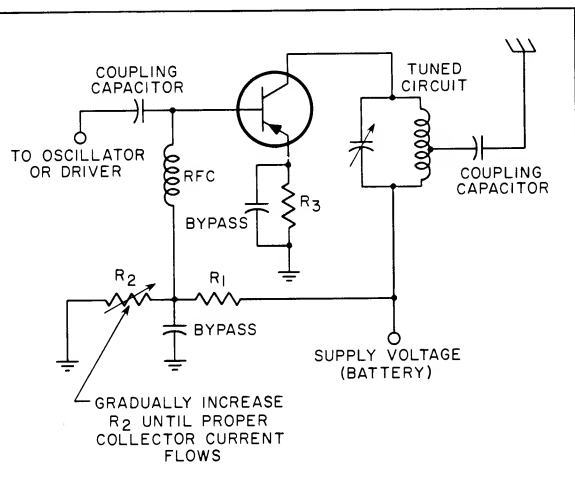 COUPLING
CAPACITOR
TUNED
CIRCUIT
TO OSCILLATOR
OR DRIVER
RFC
BYPASS
R3
COUPLING
CAPACITOR
R2
R1
BYPASS
SUPPLY VOLTAGE
(BATTERY)
GRADUALLY INCREASE
R2 UNTIL PROPER
COLLECTOR CURRENT
FLOWS